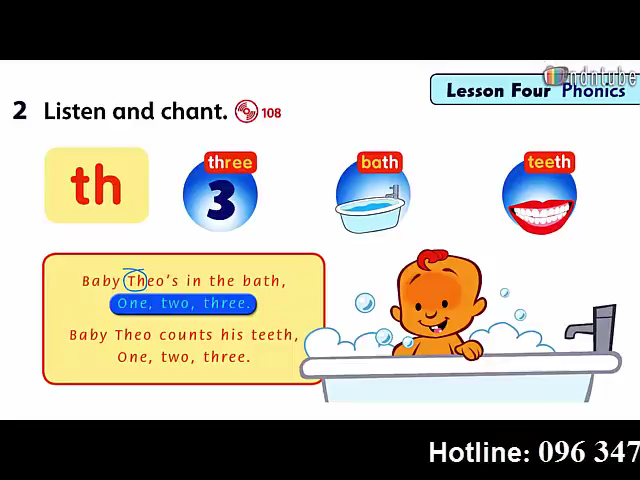 ndntube
Lesson Four Phonics
2 Listen and chant. 108
th
three
3
bath
teeth
Baby Theo's in the bath,
One, two, three.
Baby Theo counts his teeth,
One, two, three.
Hotline: 096 347